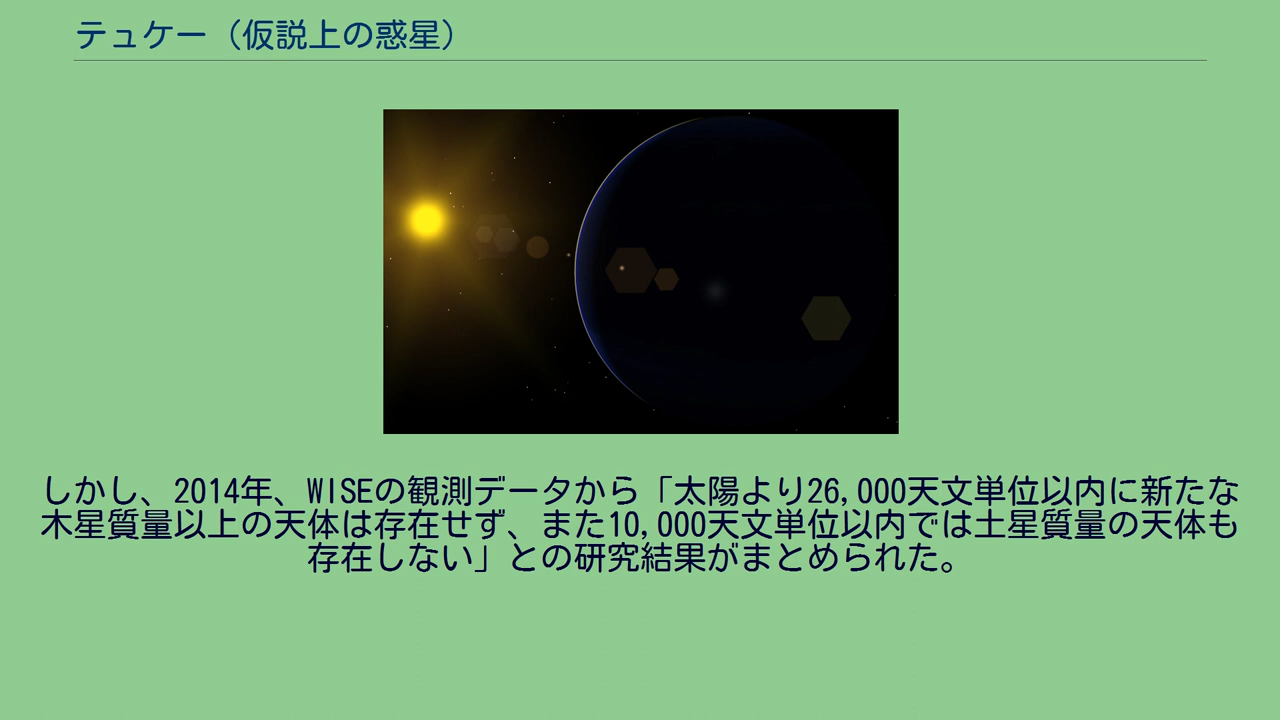 テュケー（仮説上の惑星）
しかし、2014年、WISEの観測データから「太陽より26,000天文単位以内に新たな
木星質量以上の天体は存在せず、また10,000天文単位以内では土星質量の天体も
存在しない」との研究結果がまとめられた。